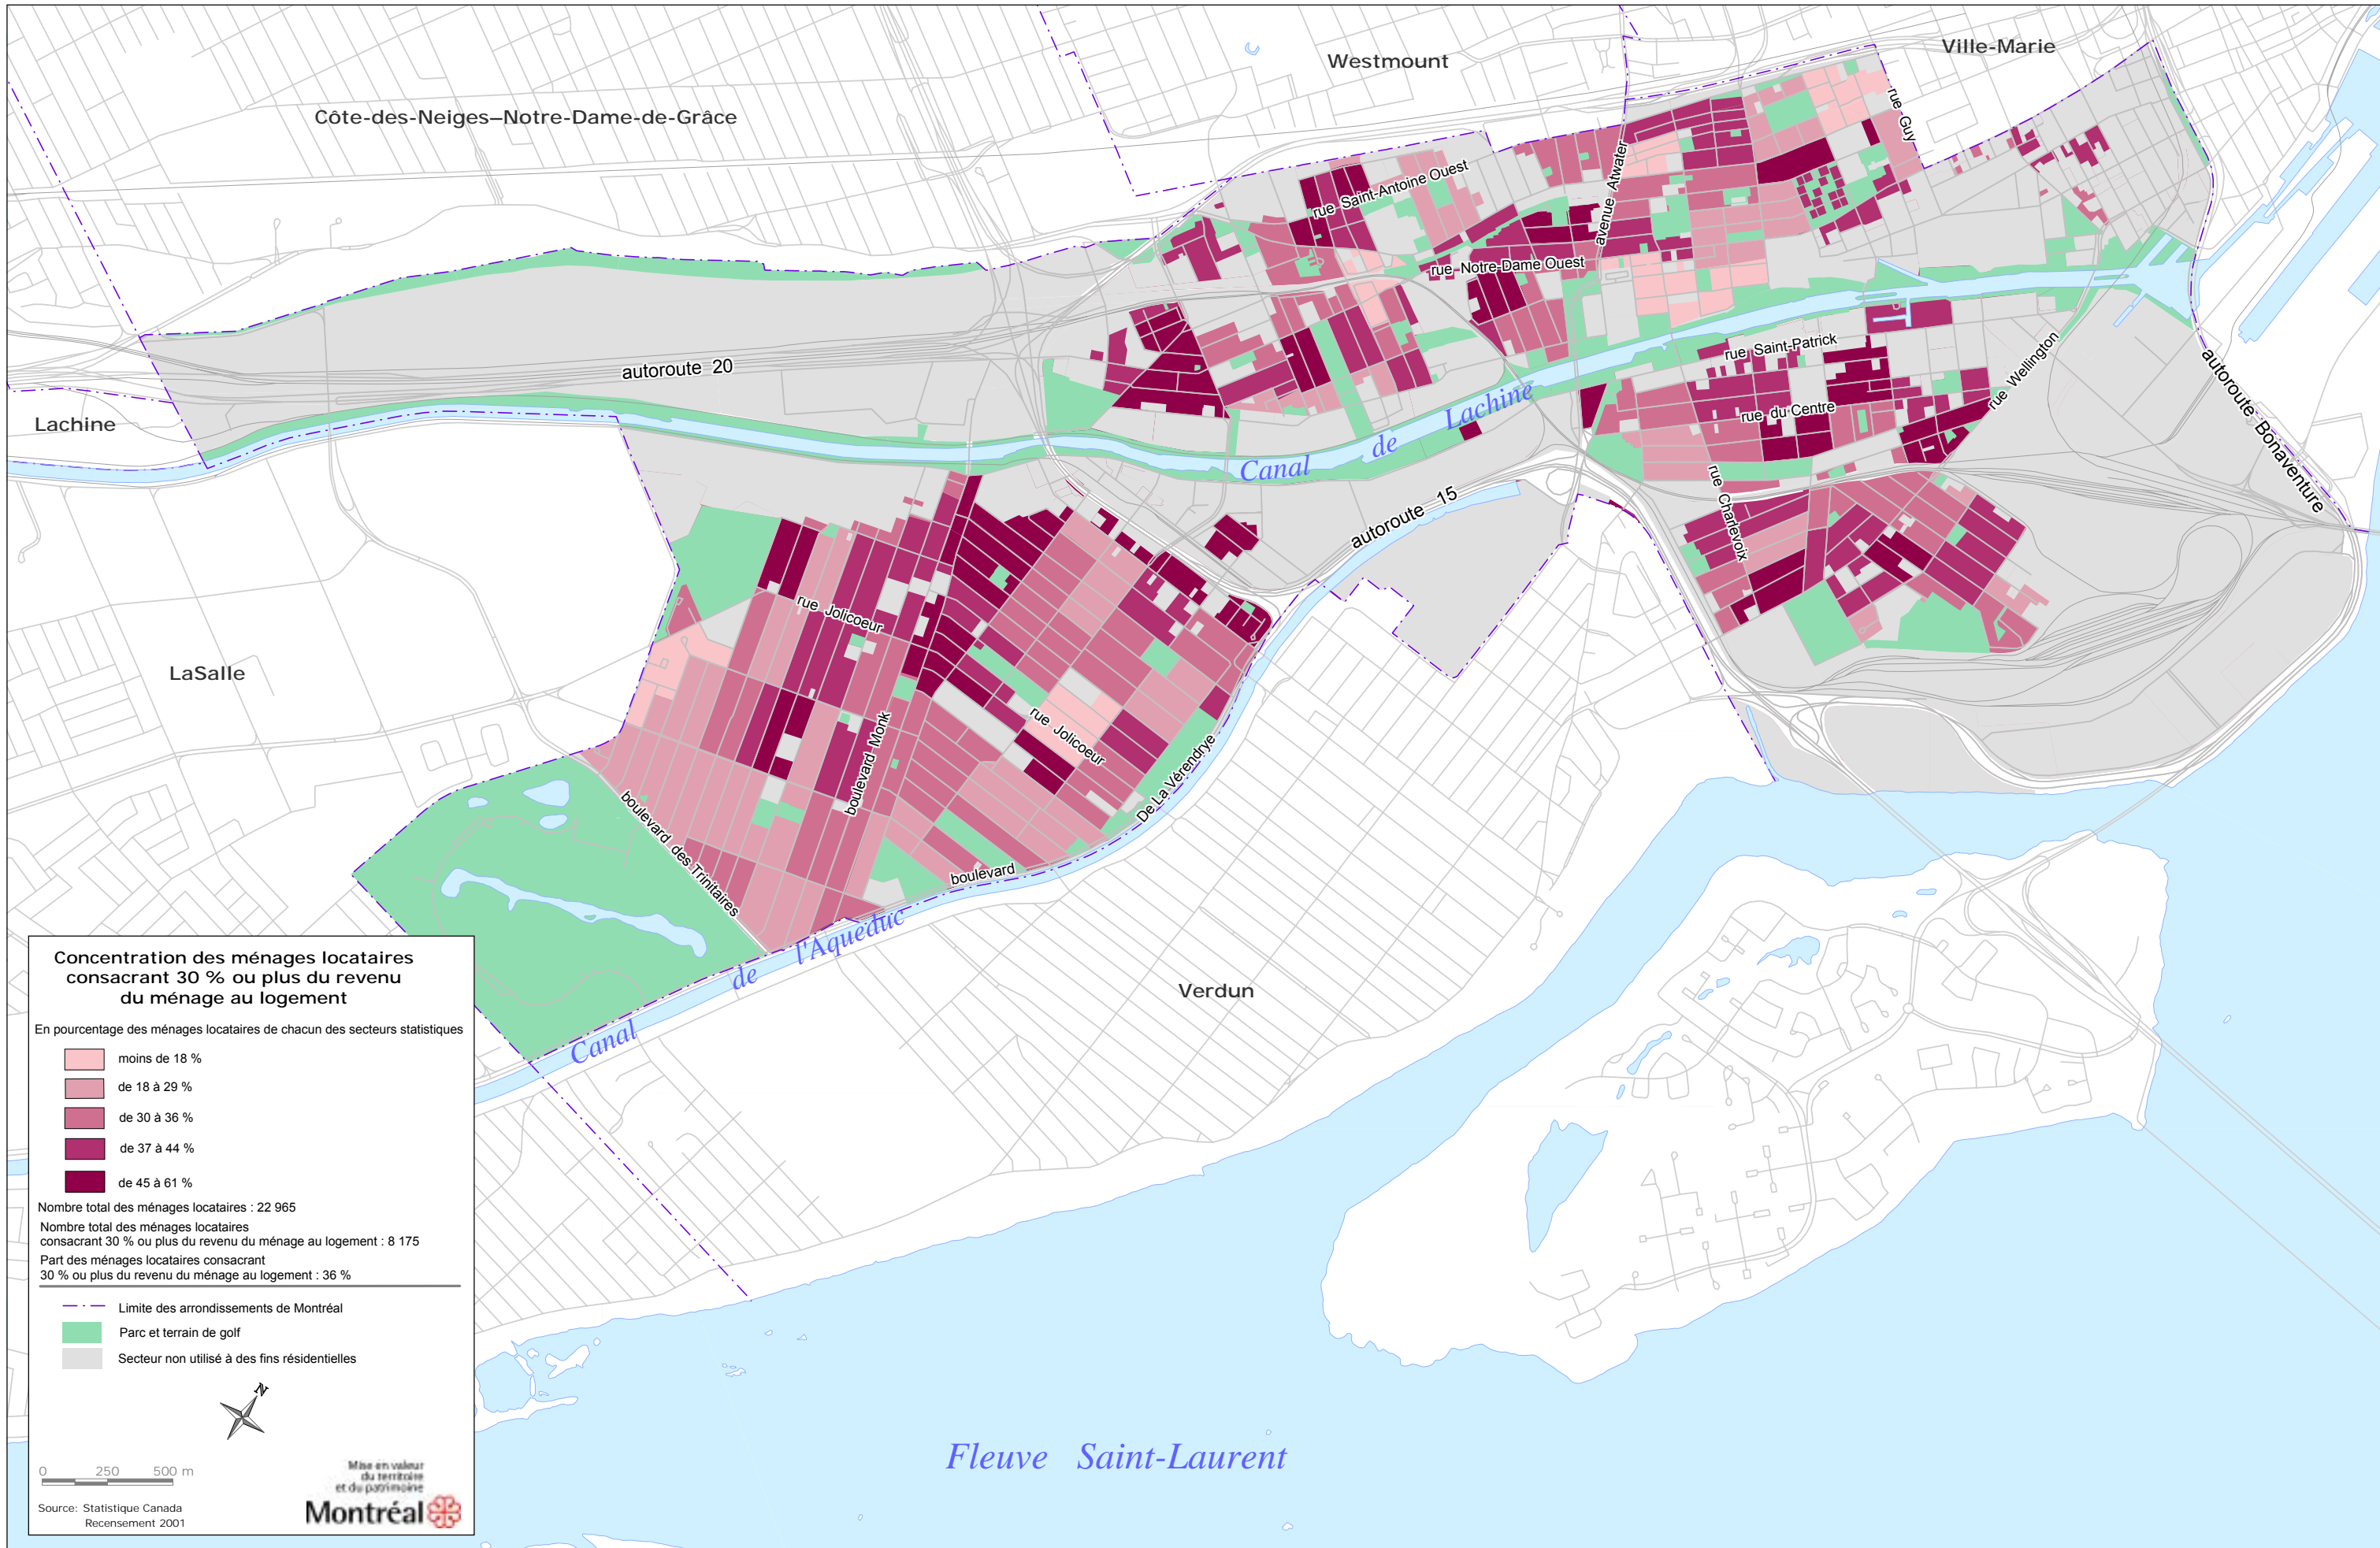 Westmount
Ville-Marie
Côte-des-Neiges–Notre-Dame-de-Grâce
rue Guy
rue Saint-Antoine Ouest
avenue Atwater
rue Notre-Dame Ouest
autoroute 20
rue Saint-Patrick
rue Wellington
autoroute Bonaventure
Lachine
Canal de Lachine
rue du Centre
rue Charlevoix
autoroute 15
rue Jolicoeur
LaSalle
rue Jolicoeur
boulevard Monk
De La Vérendrye
boulevard
boulevard des Trinitaires
Canal de l'Aqueduc
Verdun
Fleuve Saint-Laurent
Concentration des ménages locataires
consacrant 30 % ou plus du revenu
du ménage au logement
En pourcentage des ménages locataires de chacun des secteurs statistiques
moins de 18 %
de 18 à 29 %
de 30 à 36 %
de 37 à 44 %
de 45 à 61 %
Nombre total des ménages locataires : 22 965
Nombre total des ménages locataires
consacrant 30 % ou plus du revenu du ménage au logement : 8 175
Part des ménages locataires consacrant
30 % ou plus du revenu du ménage au logement : 36 %
Limite des arrondissements de Montréal
Parc et terrain de golf
Secteur non utilisé à des fins résidentielles
N
0 250 500 m
Source: Statistique Canada
Recensement 2001
Mise en valeur
du territoire
et du patrimoine
Montréal